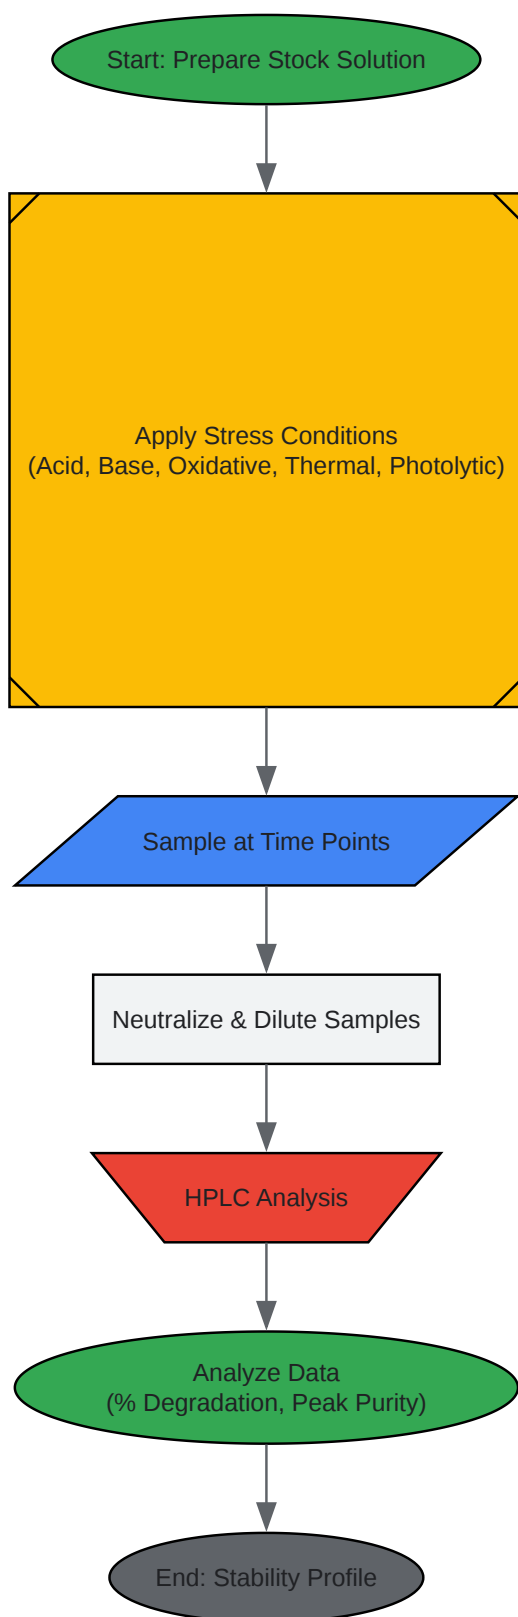 Start: Prepare Stock Solution
Apply Stress Conditions
(Acid, Base, Oxidative, Thermal, Photolytic)
Sample at Time Points
Neutralize & Dilute Samples
HPLC Analysis
Analyze Data
(% Degradation, Peak Purity)
End: Stability Profile